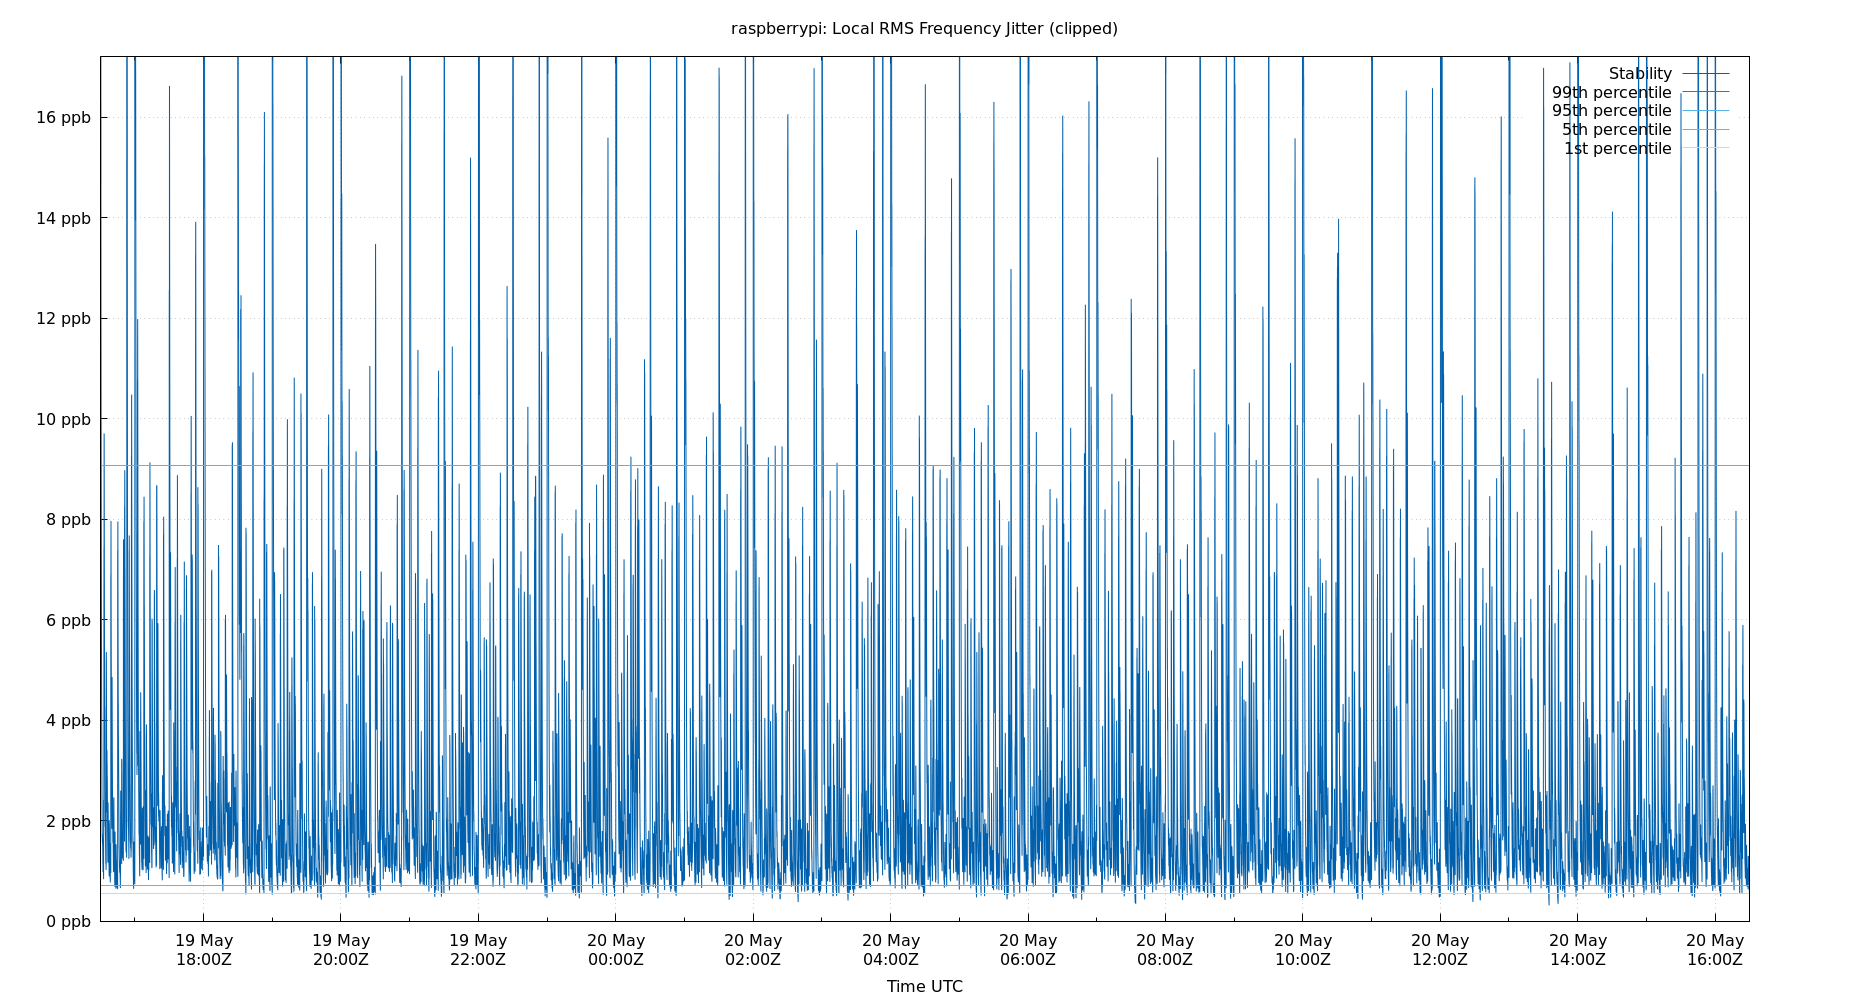 raspberrypi: Local RMS Frequency Jitter (clipped)
Stability
99th percentile
95th percentile
5th percentile
1st percentile
16 ppb
14 ppb
12 ppb
10 ppb
8 ppb
6 ppb
4 ppb
2 ppb
0 ppb
19 May 19 May 19 May 20 May 20 May 20 May 20 May 20 May 20 May 20 May 20 May 20 May
18:00Z 20:00Z 22:00Z 00:00Z 02:00Z 04:00Z 06:00Z 08:00Z 10:00Z 12:00Z 14:00Z 16:00Z
Time UTC